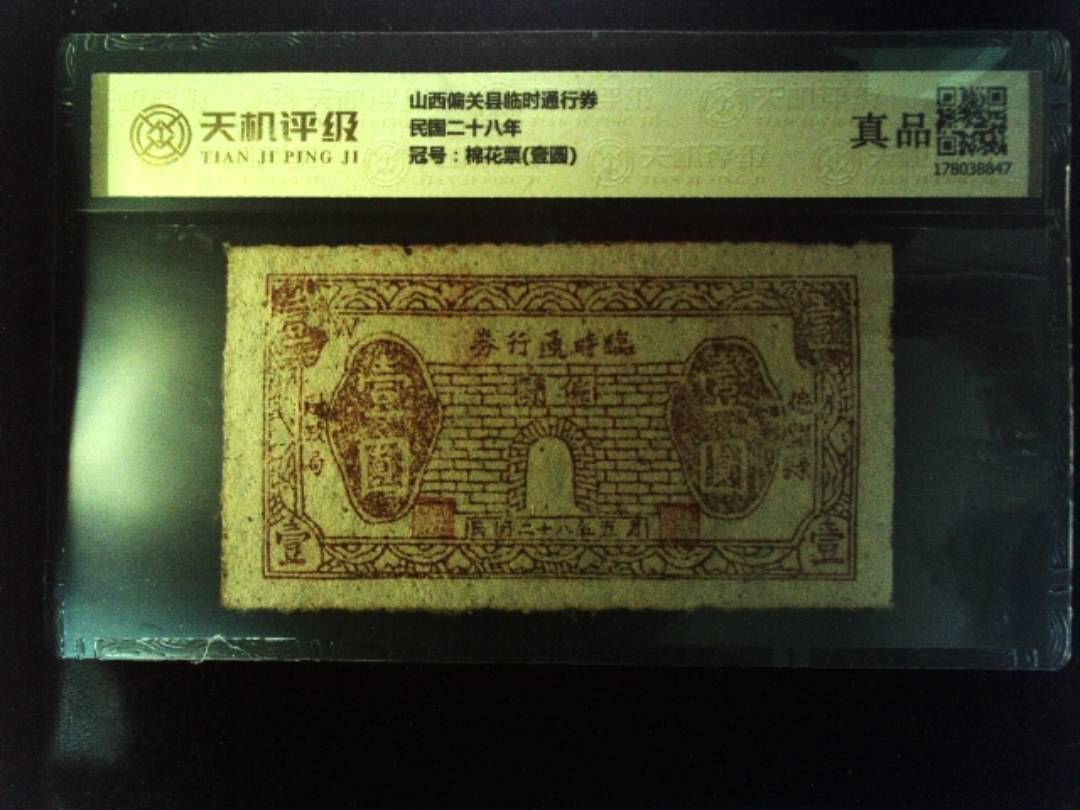 天机评级
TIAN JI PING JI
山西偏关县临时通行券
民国二十八年
冠号：棉花票(壹圆)
真品
178038847
券行通時臨
關偏
壹圓
壹圓
民國二十八年五月
壹
壹